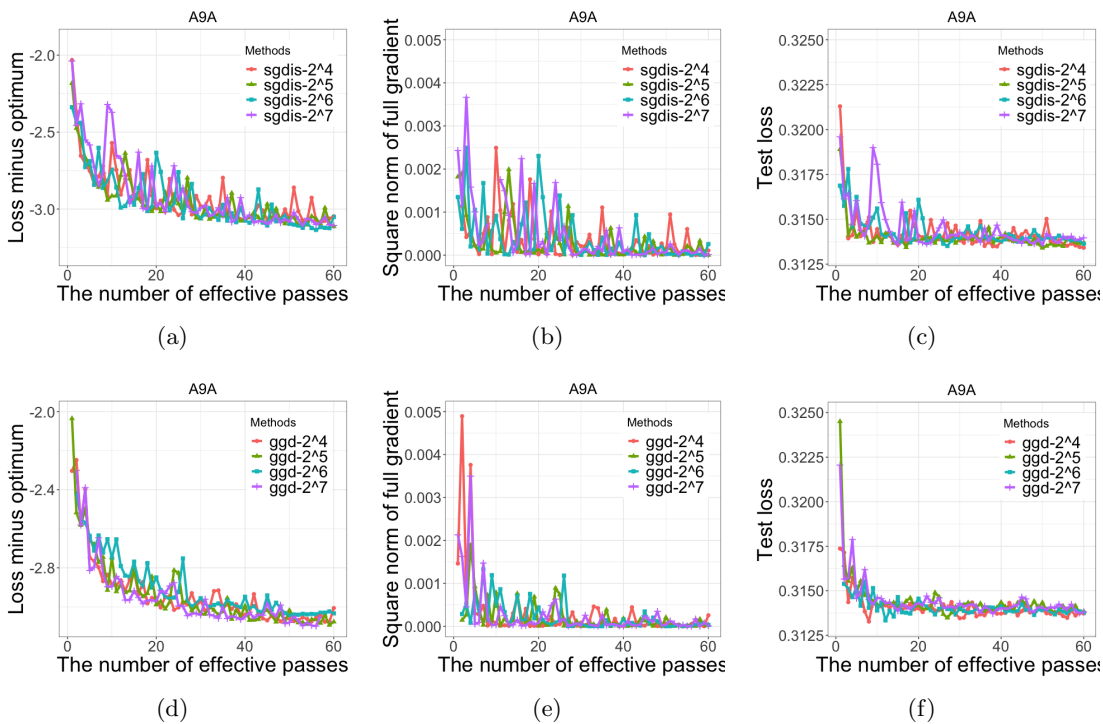 A9A
Loss minus optimum
-2.0
-2.5
-3.0
Methods
sgdis-2^4
sgdis-2^5
sgdis-2^6
sgdis-2^7
0 20 40 60
The number of effective passes
(a)
A9A
Square norm of full gradient
0.005
0.004
0.003
0.002
0.001
0.000
Methods
sgdis-2^4
sgdis-2^5
sgdis-2^6
sgdis-2^7
0 20 40 60
The number of effective passes
(b)
A9A
Test loss
0.3250
0.3225
0.3200
0.3175
0.3150
0.3125
Methods
sgdis-2^4
sgdis-2^5
sgdis-2^6
sgdis-2^7
0 20 40 60
The number of effective passes
(c)
A9A
Loss minus optimum
-2.0
-2.4
-2.8
Methods
ggd-2^4
ggd-2^5
ggd-2^6
ggd-2^7
0 20 40 60
The number of effective passes
(d)
A9A
Square norm of full gradient
0.005
0.004
0.003
0.002
0.001
0.000
Methods
ggd-2^4
ggd-2^5
ggd-2^6
ggd-2^7
0 20 40 60
The number of effective passes
(e)
A9A
Test loss
0.3250
0.3225
0.3200
0.3175
0.3150
0.3125
Methods
ggd-2^4
ggd-2^5
ggd-2^6
ggd-2^7
0 20 40 60
The number of effective passes
(f)